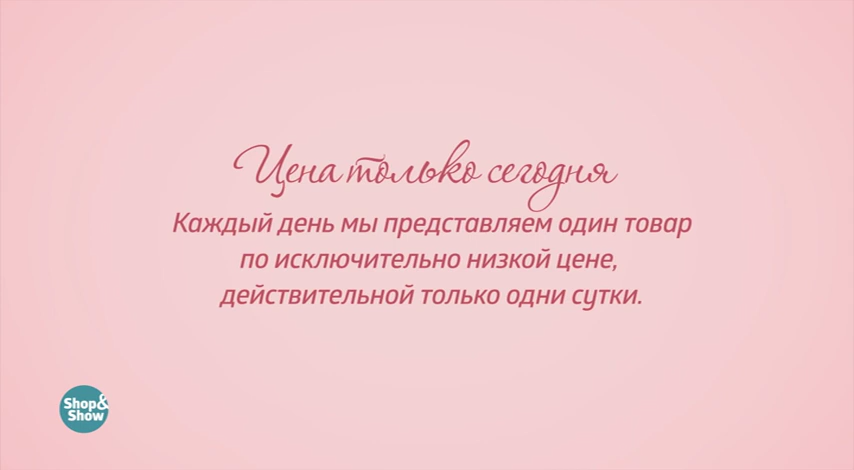 Цена только сегодня
Каждый день мы представляем один товар
по исключительно низкой цене,
действительной только одни сутки.
Shop&
Show